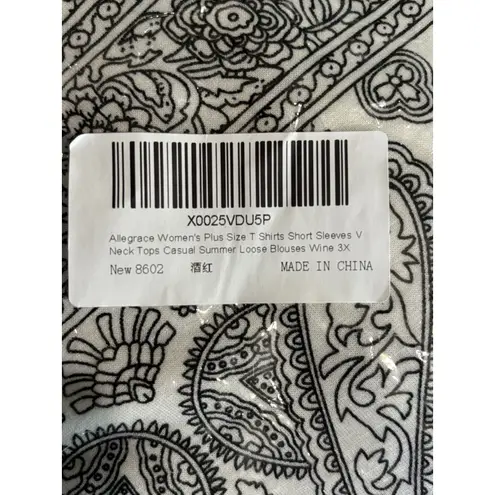 X0025VDU5P
Allegrace Women's Plus Size T Shirts Short Sleeves V
Neck Tops Casual Summer Loose Blouses Wine 3X
New 8602 酒红 MADE IN CHINA